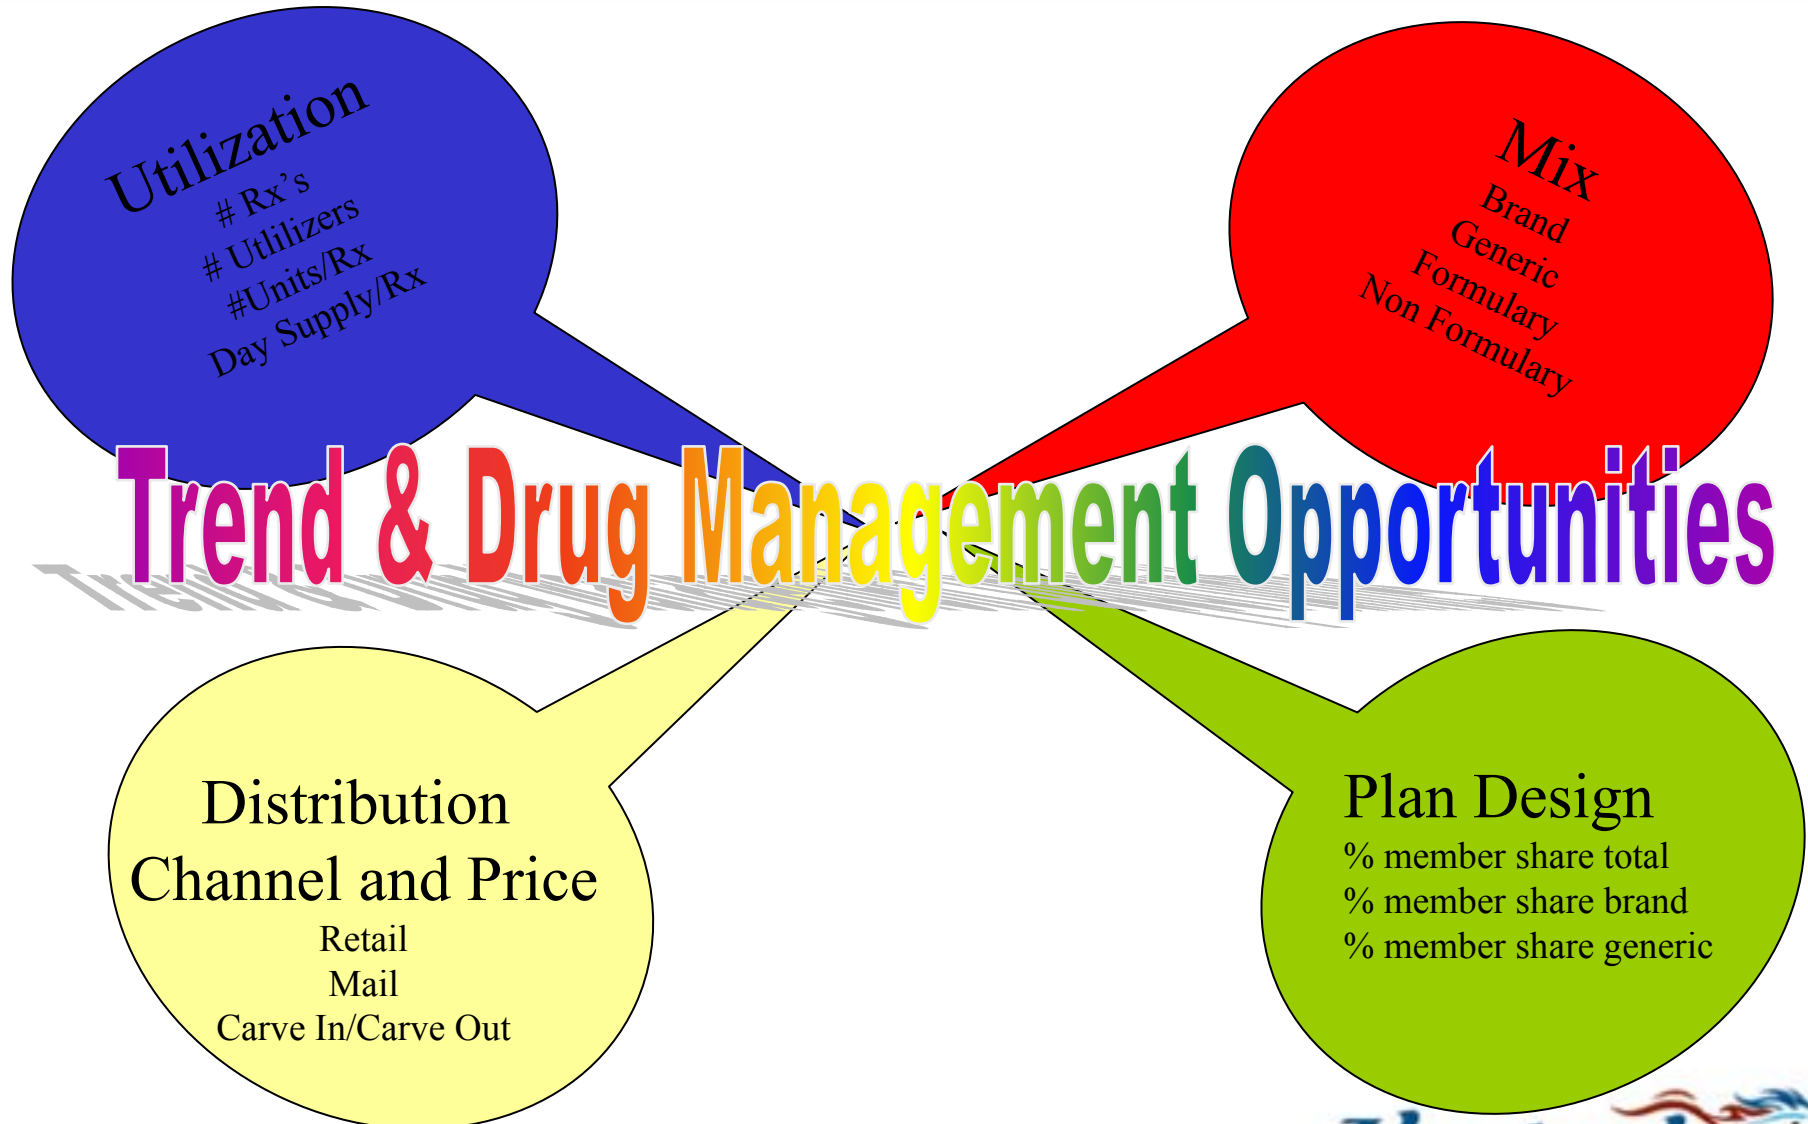 Utilization
# Rx’s
# Utlilizers
#Units/Rx
Day Supply/Rx
Mix
Brand
Generic
Formulary
Non Formulary
Trend & Drug Management Opportunities
Distribution
Channel and Price
Retail
Mail
Carve In/Carve Out
Plan Design
% member share total
% member share brand
% member share generic